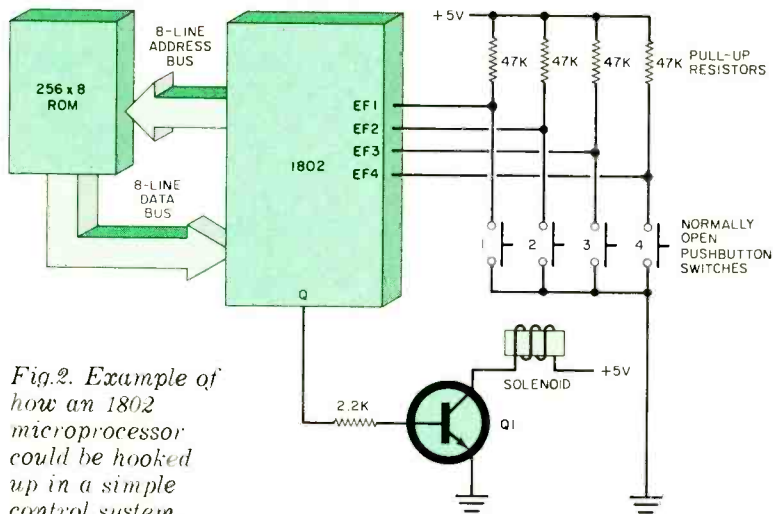 8-LINE
ADDRESS
BUS
256 x 8
ROM
8-LINE
DATA
BUS
1802
EF1
EF2
EF3
EF4
Q
+5V
47K
47K
47K
47K
PULL-UP
RESISTORS
1
2
3
4
NORMALLY
OPEN
PUSHBUTTON
SWITCHES
SOLENOID
+5V
2.2K
Q1
Fig.2. Example of
how an 1802
microprocessor
could be hooked
up in a simple
control system